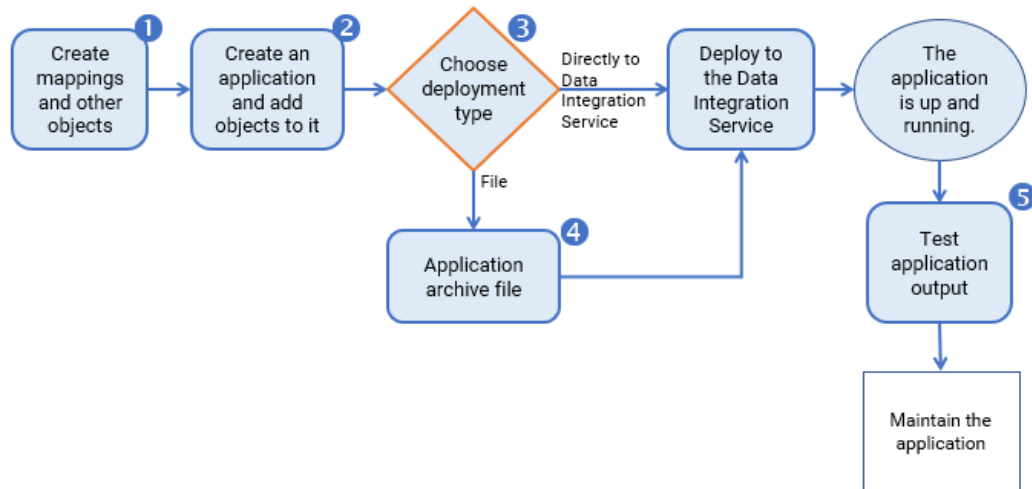 1
Create
mappings
and other
objects
2
Create an
application
and add
objects to it
3
Choose
deployment
type
Directly to
Data
Integration
Service
File
4
Application
archive file
Deploy to
the Data
Integration
Service
The
application
is up and
running.
5
Test
application
output
Maintain the
application